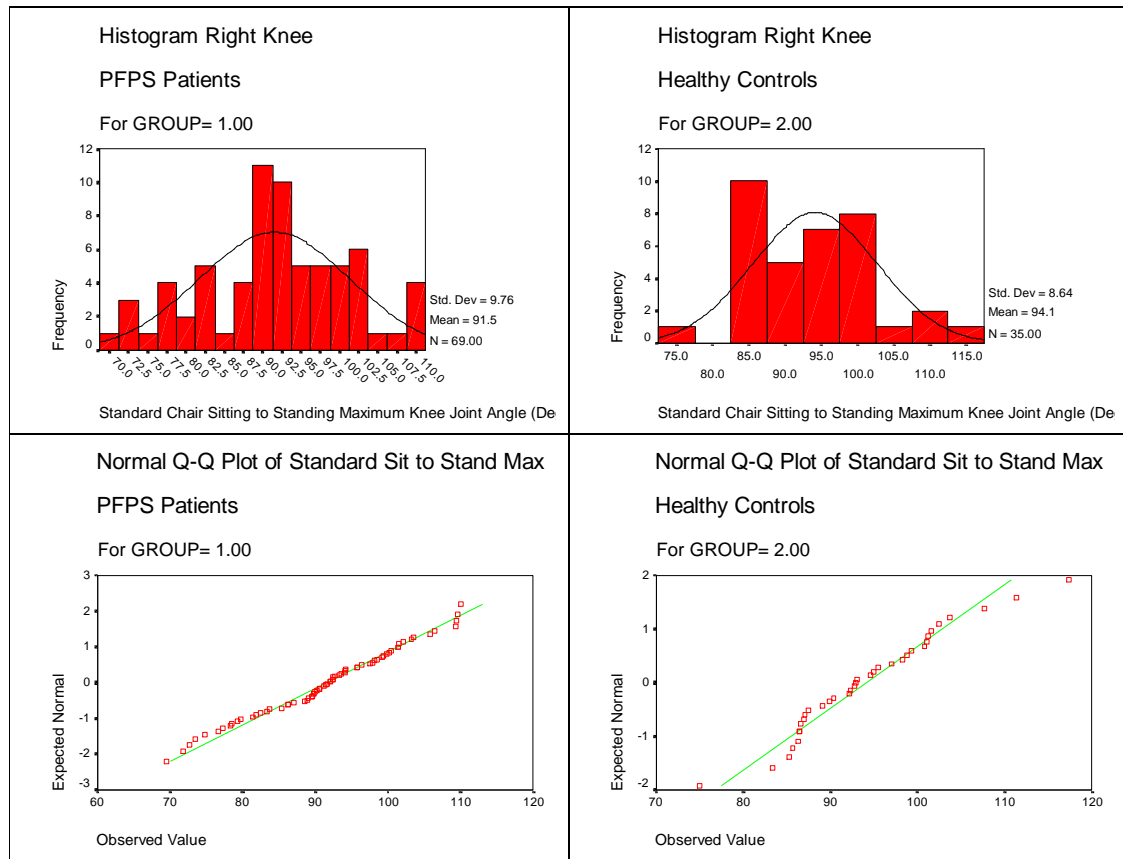 Histogram Right Knee
PFPS Patients
For GROUP= 1.00
12
10
8
6
4
2
0
Frequency
Std. Dev = 9.76
Mean = 91.5
N = 69.00
70.0 72.5 75.0 77.5 80.0 82.5 85.0 87.5 90.0 92.5 95.0 97.5 100.0 102.5 105.0 107.5 110.0
Standard Chair Sitting to Standing Maximum Knee Joint Angle (De
Histogram Right Knee
Healthy Controls
For GROUP= 2.00
12
10
8
6
4
2
0
Frequency
Std. Dev = 8.64
Mean = 94.1
N = 35.00
75.0 85.0 95.0 105.0 115.0
80.0 90.0 100.0 110.0
Standard Chair Sitting to Standing Maximum Knee Joint Angle (De
Normal Q-Q Plot of Standard Sit to Stand Max
PFPS Patients
For GROUP= 1.00
3
2
1
0
-1
-2
-3
Expected Normal
60 70 80 90 100 110 120
Observed Value
Normal Q-Q Plot of Standard Sit to Stand Max
Healthy Controls
For GROUP= 2.00
2
1
0
-1
-2
Expected Normal
70 80 90 100 110 120
Observed Value